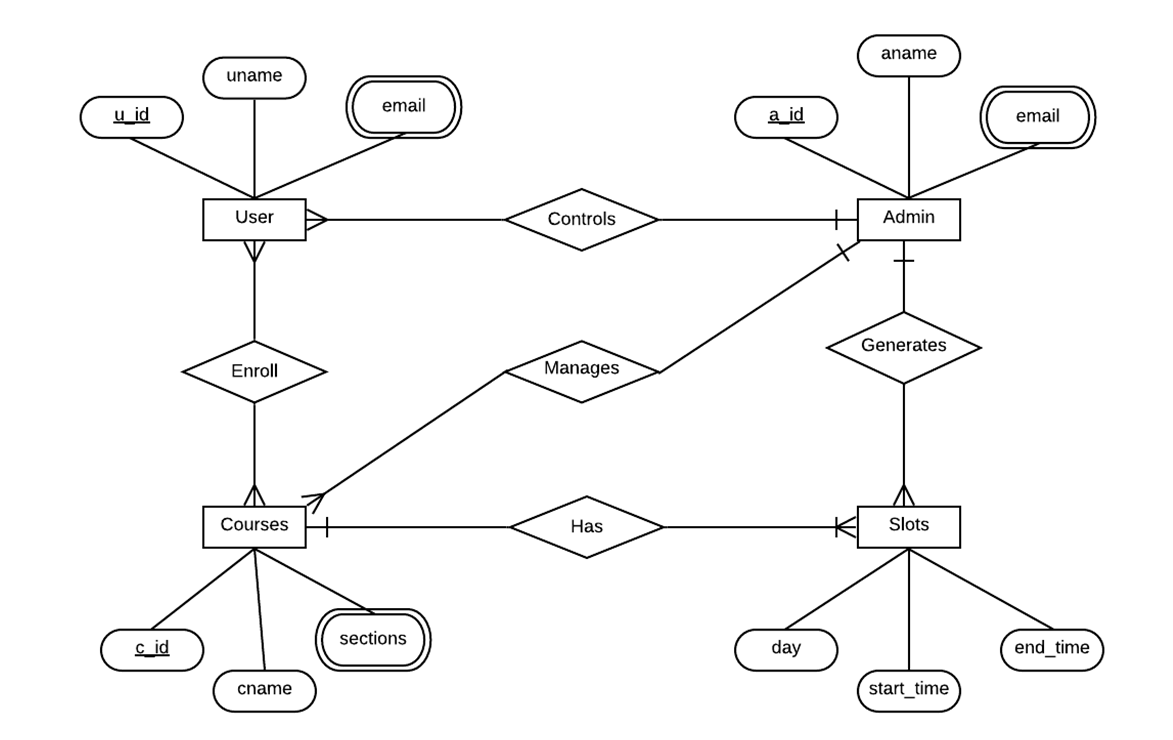 aname
uname
email
u_id
a_id
email
User
Controls
Admin
Enroll
Manages
Generates
Courses
Has
Slots
c_id
sections
day
end_time
cname
start_time